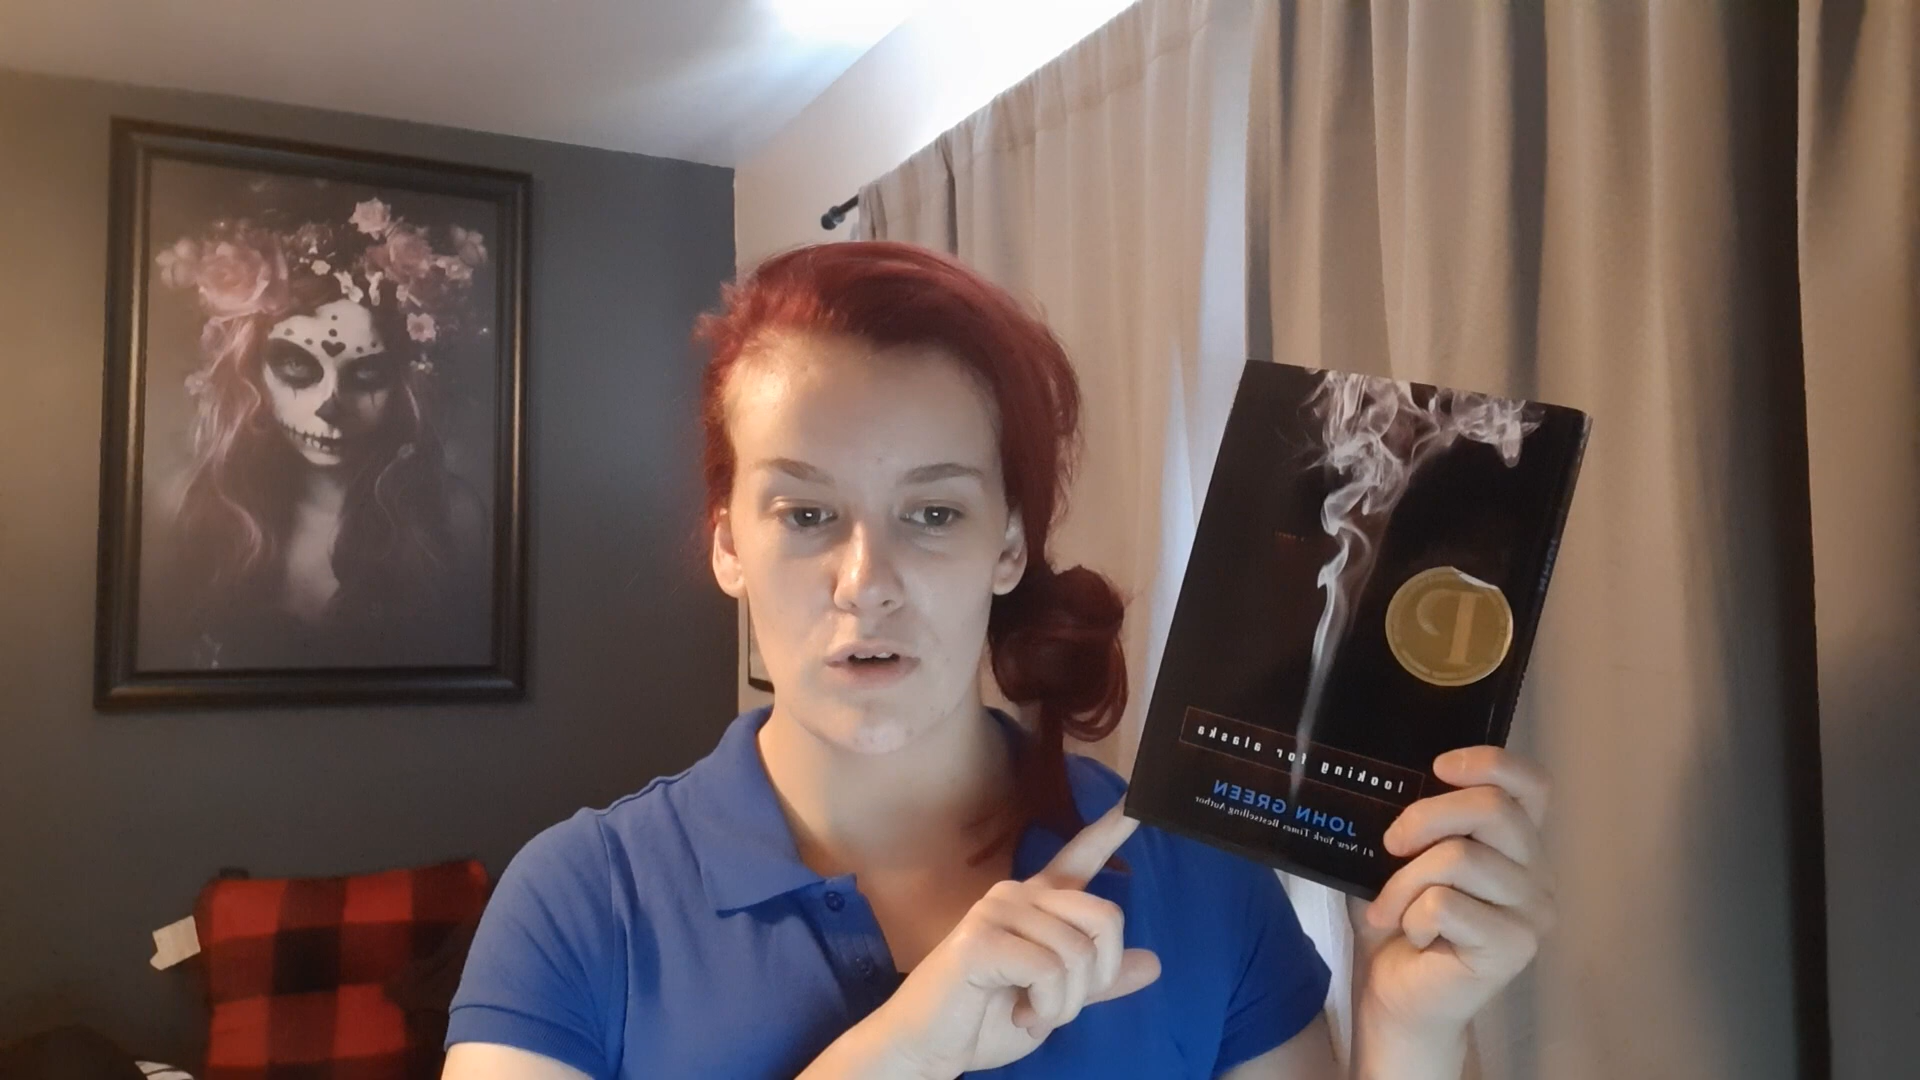 looking for alaska
JOHN GREEN
#1 New York Times Bestselling Author
P